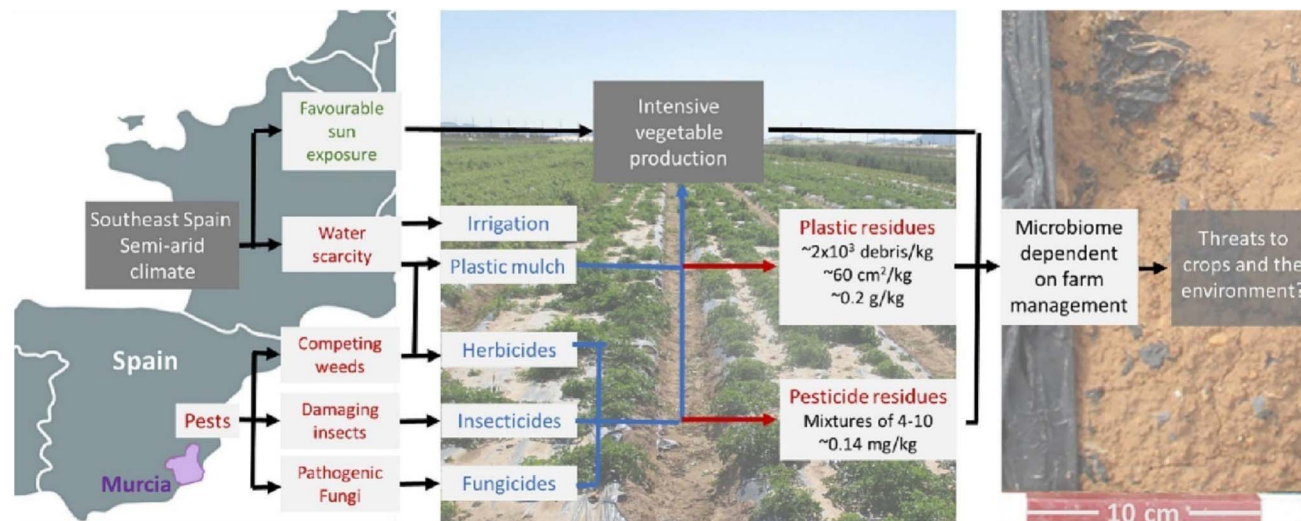 Favourable
sun
exposure
Southeast Spain
Semi-arid
climate
Water
scarcity
Spain
Pests
Competing
weeds
Damaging
insects
Pathogenic
Fungi
Murcia
Intensive
vegetable
production
Irrigation
Plastic mulch
Herbicides
Insecticides
Fungicides
Plastic residues
~2x10³ debris/kg
~60 cm²/kg
~0.2 g/kg
Pesticide residues
Mixtures of 4-10
~0.14 mg/kg
Microbiome
dependent
on farm
management
Threats to
crops and the
environment?
10 cm